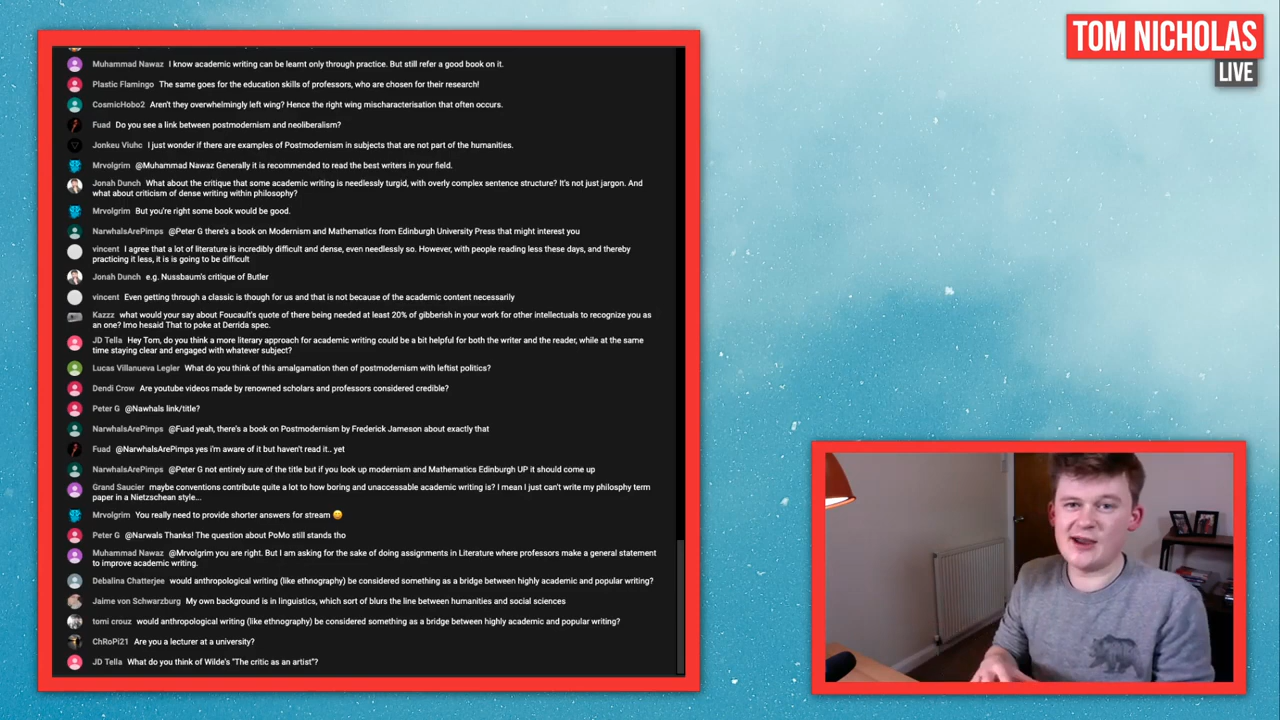 TOM NICHOLAS
LIVE
Muhammad Nawaz I know academic writing can be learnt only through practice. But still refer a good book on it.
Plastic Flamingo The same goes for the education skills of professors, who are chosen for their research!
CosmicHobo2 Aren't they overwhelmingly left wing? Hence the right wing mischaracterisation that often occurs.
Fuad Do you see a link between postmodernism and neoliberalism?
Jonkeu Viuhc I just wonder if there are examples of Postmodernism in subjects that are not part of the humanities.
Mrvolgrim @Muhammad Nawaz Generally it is recommended to read the best writers in your field.
Jonah Dunch What about the critique that some academic writing is needlessly turgid, with overly complex sentence structure? It's not just jargon. And
what about criticism of dense writing within philosophy?
Mrvolgrim But you're right some book would be good.
NarwhalsArePimps @Peter G there's a book on Modernism and Mathematics from Edinburgh University Press that might interest you
vincent I agree that a lot of literature is incredibly difficult and dense, even needlessly so. However, with people reading less these days, and thereby
practicing it less, it is is going to be difficult
Jonah Dunch e.g. Nussbaum's critique of Butler
vincent Even getting through a classic is though for us and that is not because of the academic content necessarily
Kazzz what would your say about Foucault's quote of there being needed at least 20% of gibberish in your work for other intellectuals to recognize you as
an one? Imo hesaid That to poke at Derrida spec.
JD Tella Hey Tom, do you think a more literary approach for academic writing could be a bit helpful for both the writer and the reader, while at the same
time staying clear and engaged with whatever subject?
Lucas Villanueva Legler What do you think of this amalgamation then of postmodernism with leftist politics?
Dendi Crow Are youtube videos made by renowned scholars and professors considered credible?
Peter G @Nawhals link/title?
NarwhalsArePimps @Fuad yeah, there's a book on Postmodernism by Frederick Jameson about exactly that
Fuad @NarwhalsArePimps yes i'm aware of it but haven't read it.. yet
NarwhalsArePimps @Peter G not entirely sure of the title but if you look up modernism and Mathematics Edinburgh UP it should come up
Grand Saucier maybe conventions contribute quite a lot to how boring and unaccessable academic writing is? I mean I just can't write my philosphy term
paper in a Nietzschean style...
Mrvolgrim You really need to provide shorter answers for stream 😀
Peter G @Narwals Thanks! The question about PoMo still stands tho
Muhammad Nawaz @Mrvolgrim you are right. But I am asking for the sake of doing assignments in Literature where professors make a general statement
to improve academic writing.
Debalina Chatterjee would anthropological writing (like ethnography) be considered something as a bridge between highly academic and popular writing?
Jaime von Schwarzburg My own background is in linguistics, which sort of blurs the line between humanities and social sciences
tomi crouz would anthropological writing (like ethnography) be considered something as a bridge between highly academic and popular writing?
ChRoPi21 Are you a lecturer at a university?
JD Tella What do you think of Wilde's "The critic as an artist"?